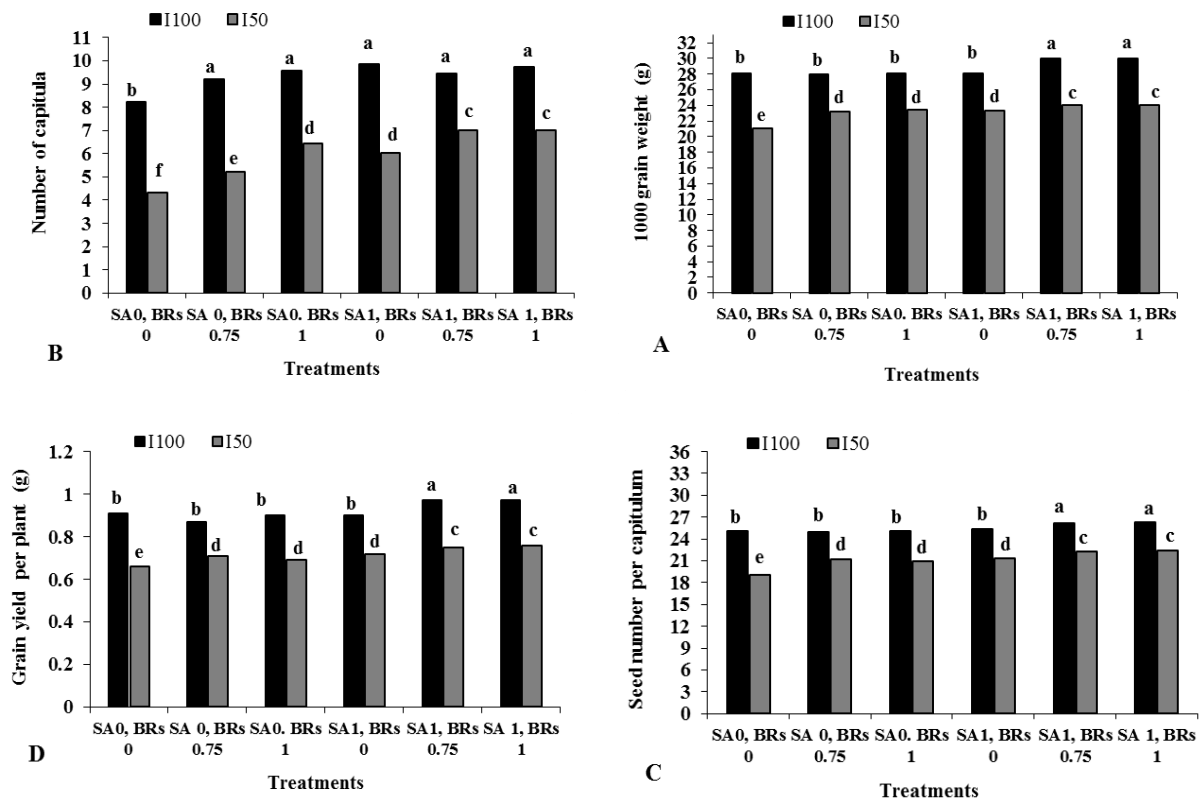 ■I100 ■I50
Number of capitula
11
10
9
8
7
6
5
4
3
2
1
0
b f a e a d a d a c a c
SA0, BRs SA 0, BRs SA0. BRs SA1, BRs SA1, BRs SA 1, BRs
0 0.75 1 0 0.75 1
B
Treatments
■I100 ■I50
1000 grain weight (g)
32
30
28
26
24
22
20
18
16
14
12
10
8
6
4
2
0
b e b d b d b d a c a c
SA0, BRs SA 0, BRs SA0. BRs SA1, BRs SA1, BRs SA 1, BRs
0 0.75 1 0 0.75 1
A
Treatments
■I100 ■I50
Grain yield per plant (g)
1.2
1
0.8
0.6
0.4
0.2
0
b e b d b d b d a c a c
SA0, BRs SA 0, BRs SA0. BRs SA1, BRs SA1, BRs SA 1, BRs
0 0.75 1 0 0.75 1
D
Treatments
■I100 ■I50
Seed number per capitulum
36
33
30
27
24
21
18
15
12
9
6
3
0
b e b d b d b d a c a c
SA0, BRs SA 0, BRs SA0. BRs SA1, BRs SA1, BRs SA 1, BRs
0 0.75 1 0 0.75 1
C
Treatments